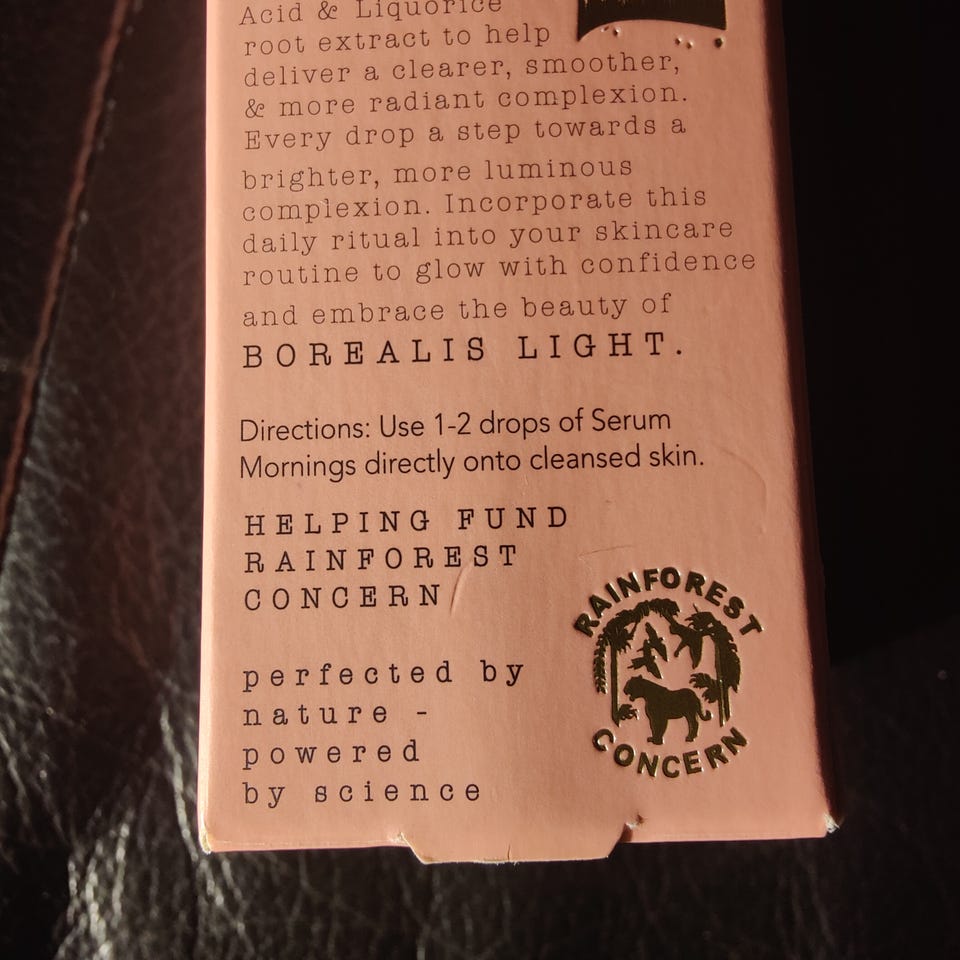 Acid & Liquorice
root extract to help
deliver a clearer, smoother,
& more radiant complexion.
Every drop a step towards a
brighter, more luminous
complexion. Incorporate this
daily ritual into your skincare
routine to glow with confidence
and embrace the beauty of
BOREALIS LIGHT.
Directions: Use 1-2 drops of Serum
Mornings directly onto cleansed skin.
HELPING FUND
RAINFOREST
CONCERN
perfected by
nature -
powered
by science
RAINFOREST
CONCERN